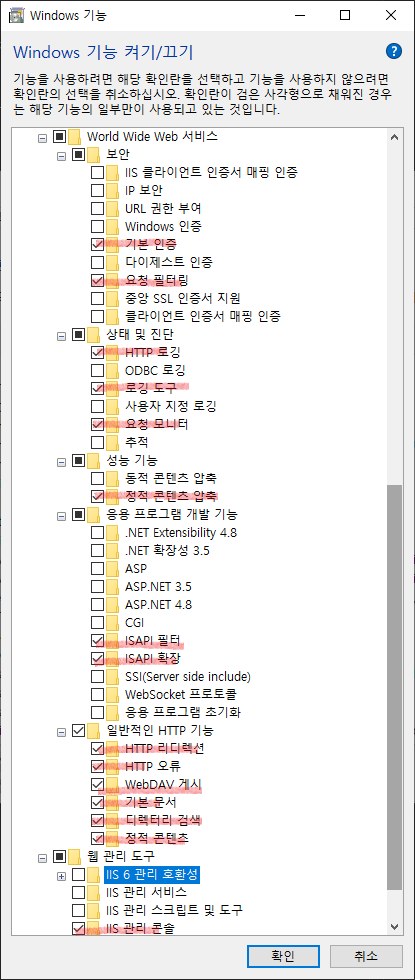 Windows 기능
Windows 기능 켜기/끄기
기능을 사용하려면 해당 확인란을 선택하고 기능을 사용하지 않으려면
확인란의 선택을 취소하십시오. 확인란이 검은 사각형으로 채워진 경우
는 해당 기능의 일부만이 사용되고 있는 것입니다.
World Wide Web 서비스
보안
IIS 클라이언트 인증서 매핑 인증
IP 보안
URL 권한 부여
Windows 인증
기본 인증
다이제스트 인증
요청 필터링
중앙 SSL 인증서 지원
클라이언트 인증서 매핑 인증
상태 및 진단
HTTP 로깅
ODBC 로깅
로깅 도구
사용자 지정 로깅
요청 모니터
추적
성능 기능
동적 콘텐츠 압축
정적 콘텐츠 압축
응용 프로그램 개발 기능
.NET Extensibility 4.8
.NET 확장성 3.5
ASP
ASP.NET 3.5
ASP.NET 4.8
CGI
ISAPI 필터
ISAPI 확장
SSI(Server side include)
WebSocket 프로토콜
응용 프로그램 초기화
일반적인 HTTP 기능
HTTP 리디렉션
HTTP 오류
WebDAV 게시
기본 문서
디렉터리 검색
정적 콘텐츠
웹 관리 도구
IIS 6 관리 호환성
IIS 관리 서비스
IIS 관리 스크립트 및 도구
IIS 관리 콘솔
확인
취소